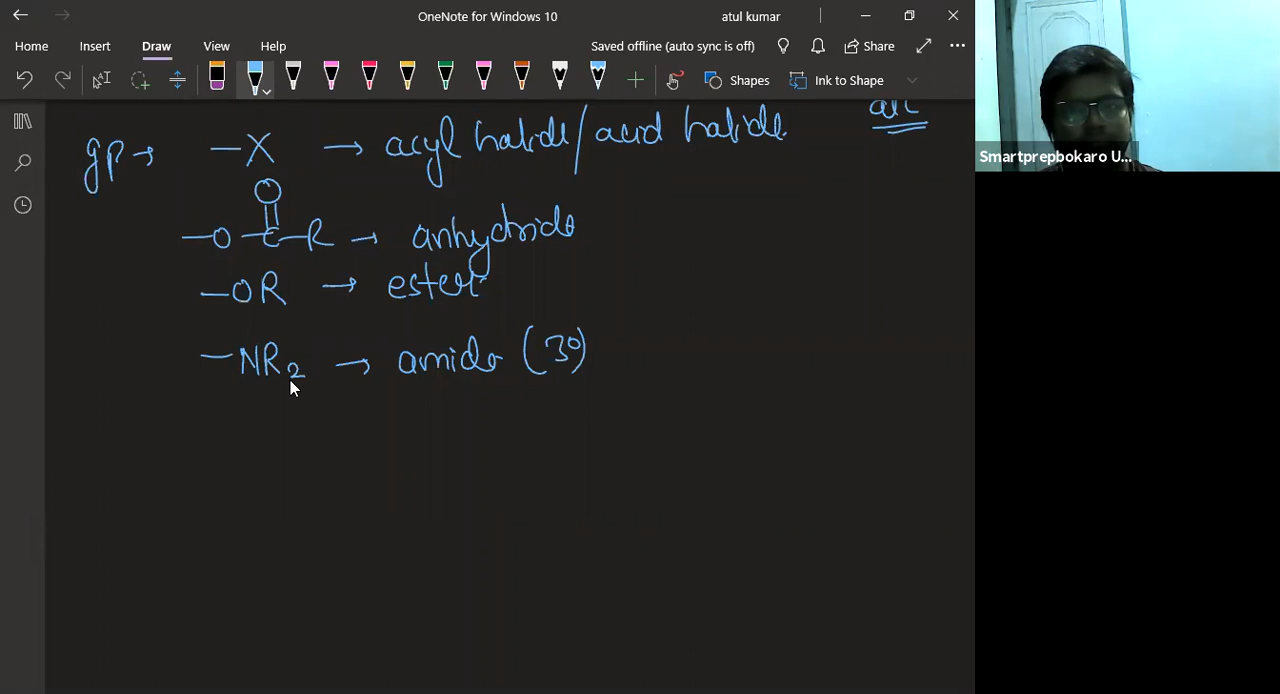 OneNote for Windows 10
atul kumar
Home Insert Draw View Help
Saved offline (auto sync is off)
Share
Shapes
Ink to Shape
Smartprepbokaro U...
gp → —X → acyl halide/acid halide
O
—O—C—R → anhydride
—OR → ester
—NR2 → amide (3°)